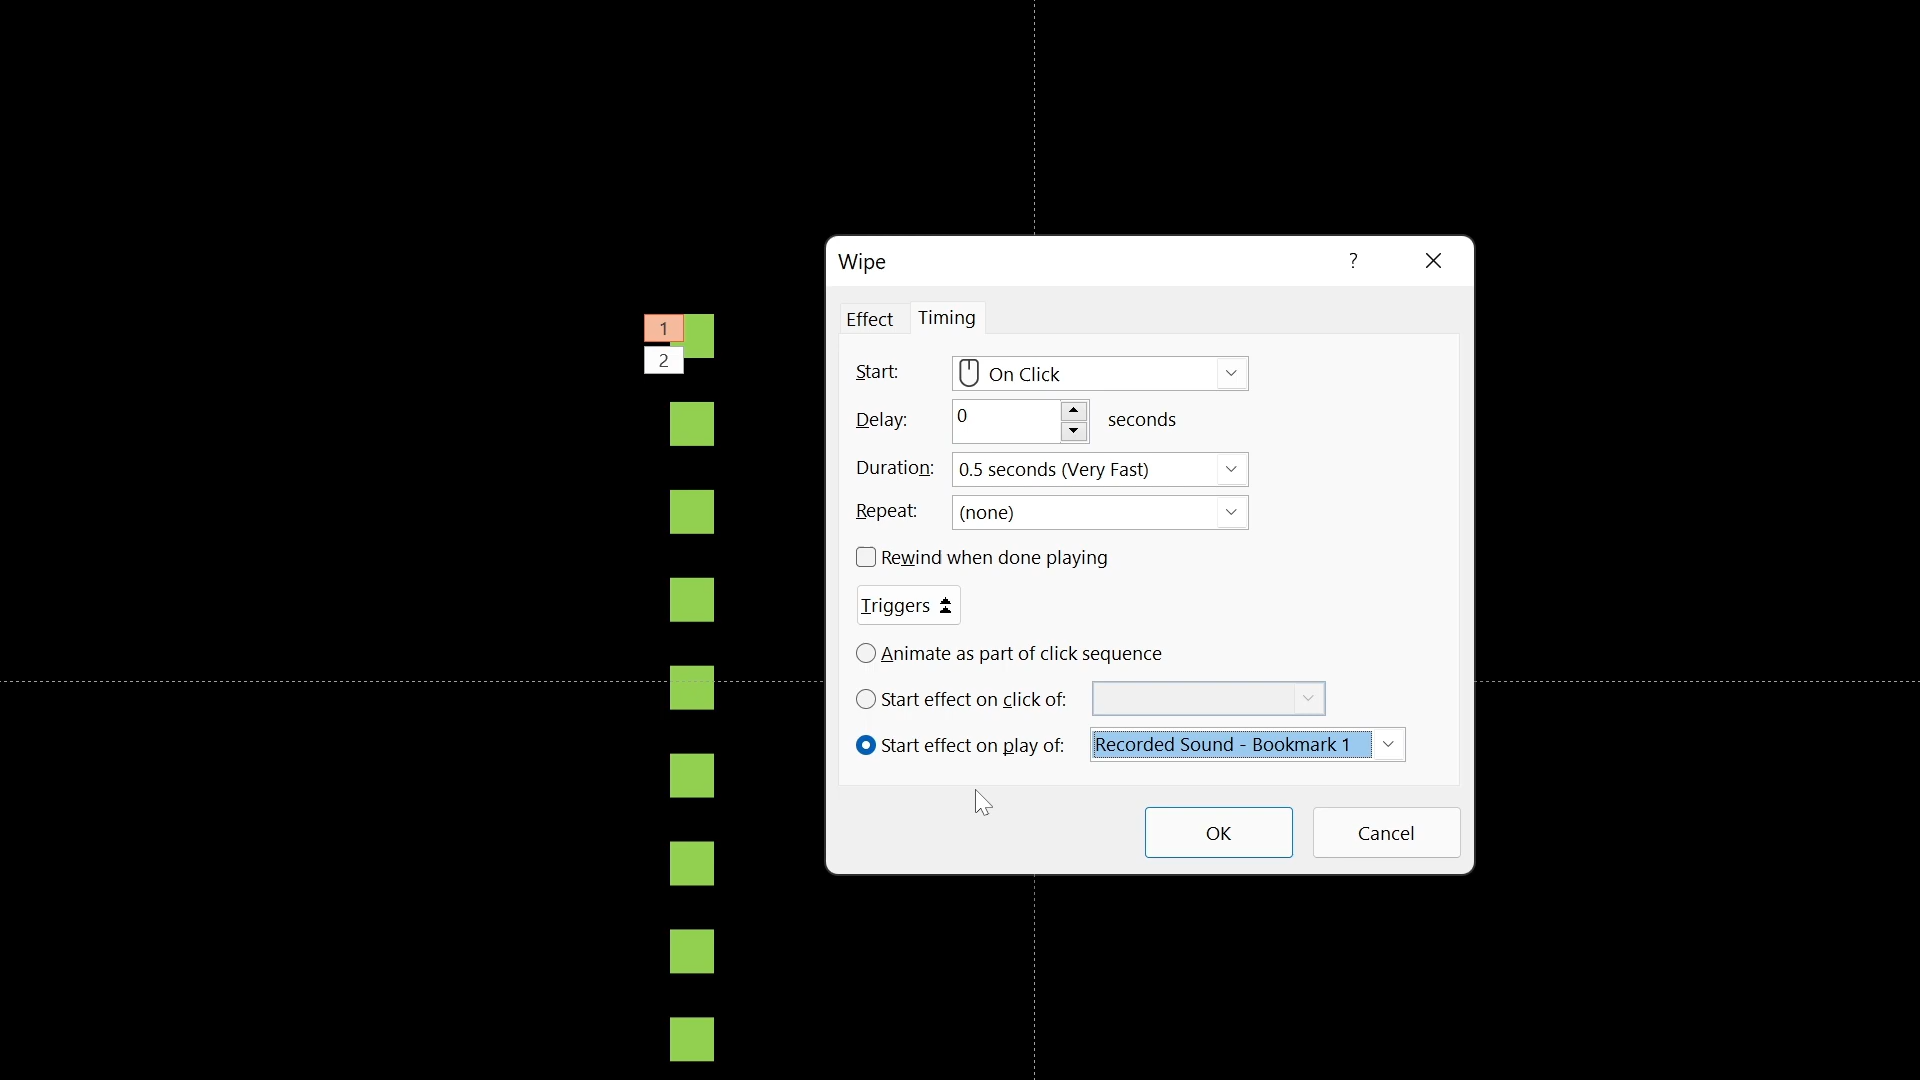 Wipe ?
Effect Timing
1
2
Start: On Click
Delay: 0 seconds
Duration: 0.5 seconds (Very Fast)
Repeat: (none)
Rewind when done playing
Triggers
Animate as part of click sequence
Start effect on click of:
Start effect on play of: Recorded Sound - Bookmark 1
OK Cancel